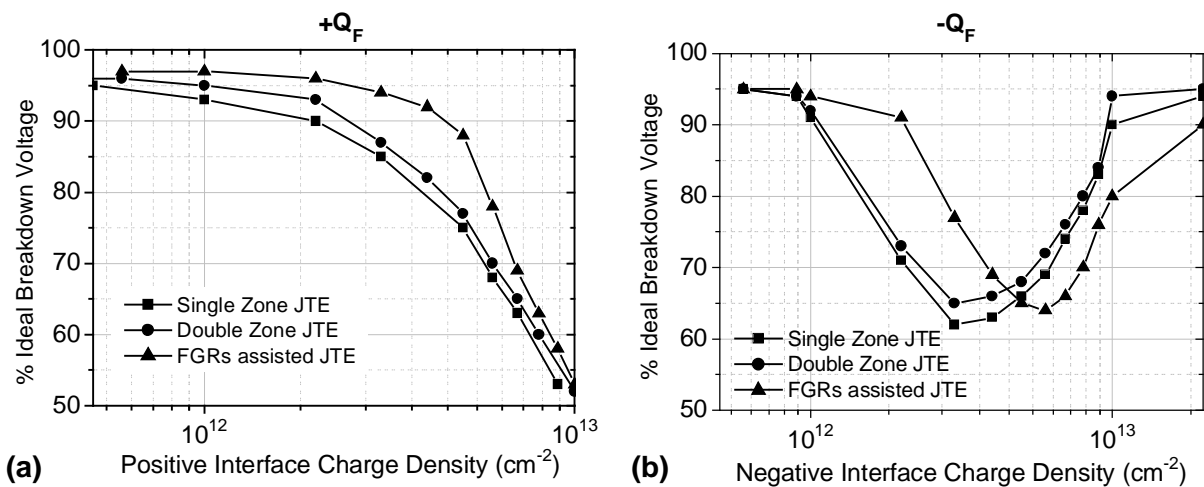 +Q_F
100
90
80
70
60
50
% Ideal Breakdown Voltage
Single Zone JTE
Double Zone JTE
FGRs assisted JTE
10^12
10^13
(a)
Positive Interface Charge Density (cm^-2)
-Q_F
100
90
80
70
60
50
% Ideal Breakdown Voltage
Single Zone JTE
Double Zone JTE
FGRs assisted JTE
10^12
10^13
(b)
Negative Interface Charge Density (cm^-2)